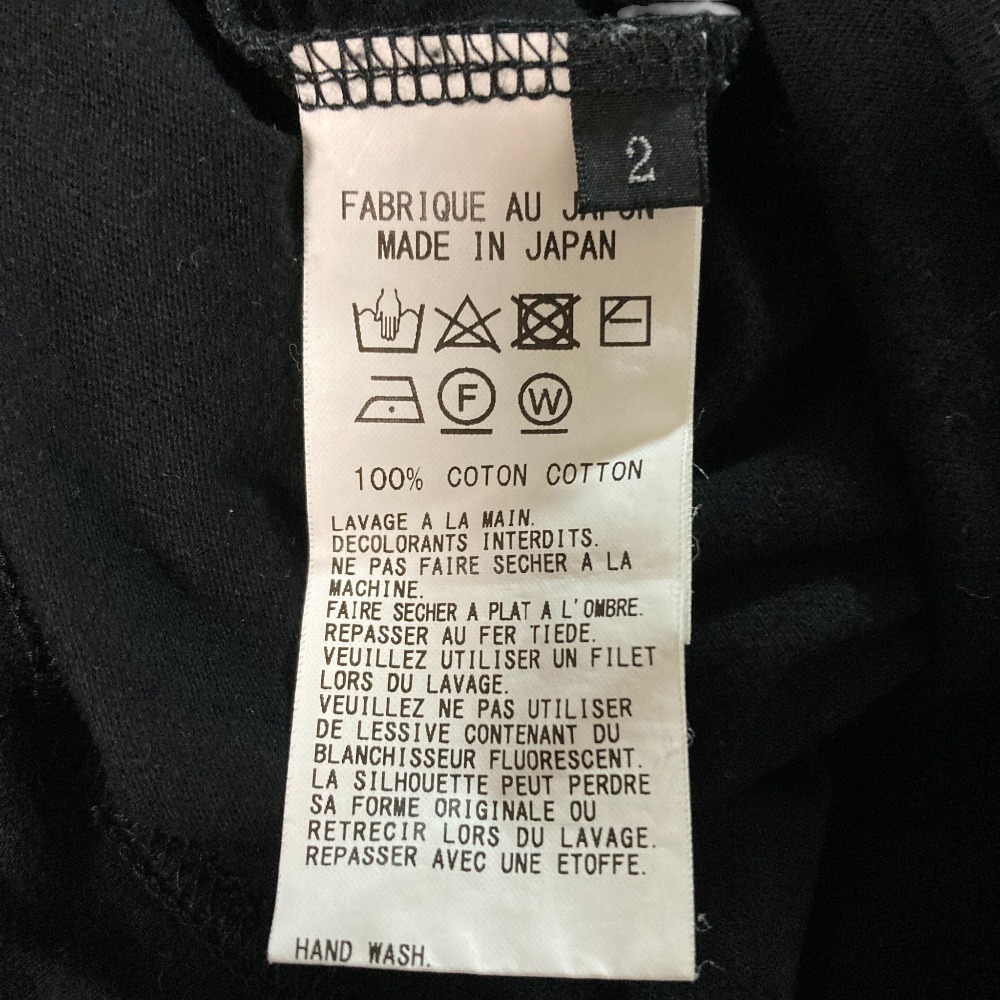 2
FABRIQUE AU JAPON
MADE IN JAPAN
F W
100% COTON COTTON
LAVAGE A LA MAIN.
DECOLORANTS INTERDITS.
NE PAS FAIRE SECHER A LA
MACHINE.
FAIRE SECHER A PLAT A L'OMBRE.
REPASSER AU FER TIEDE.
VEUILLEZ UTILISER UN FILET
LORS DU LAVAGE.
VEUILLEZ NE PAS UTILISER
DE LESSIVE CONTENANT DU
BLANCHISSEUR FLUORESCENT.
LA SILHOUETTE PEUT PERDRE
SA FORME ORIGINALE OU
RETRECIR LORS DU LAVAGE.
REPASSER AVEC UNE ETOFFE.
HAND WASH.